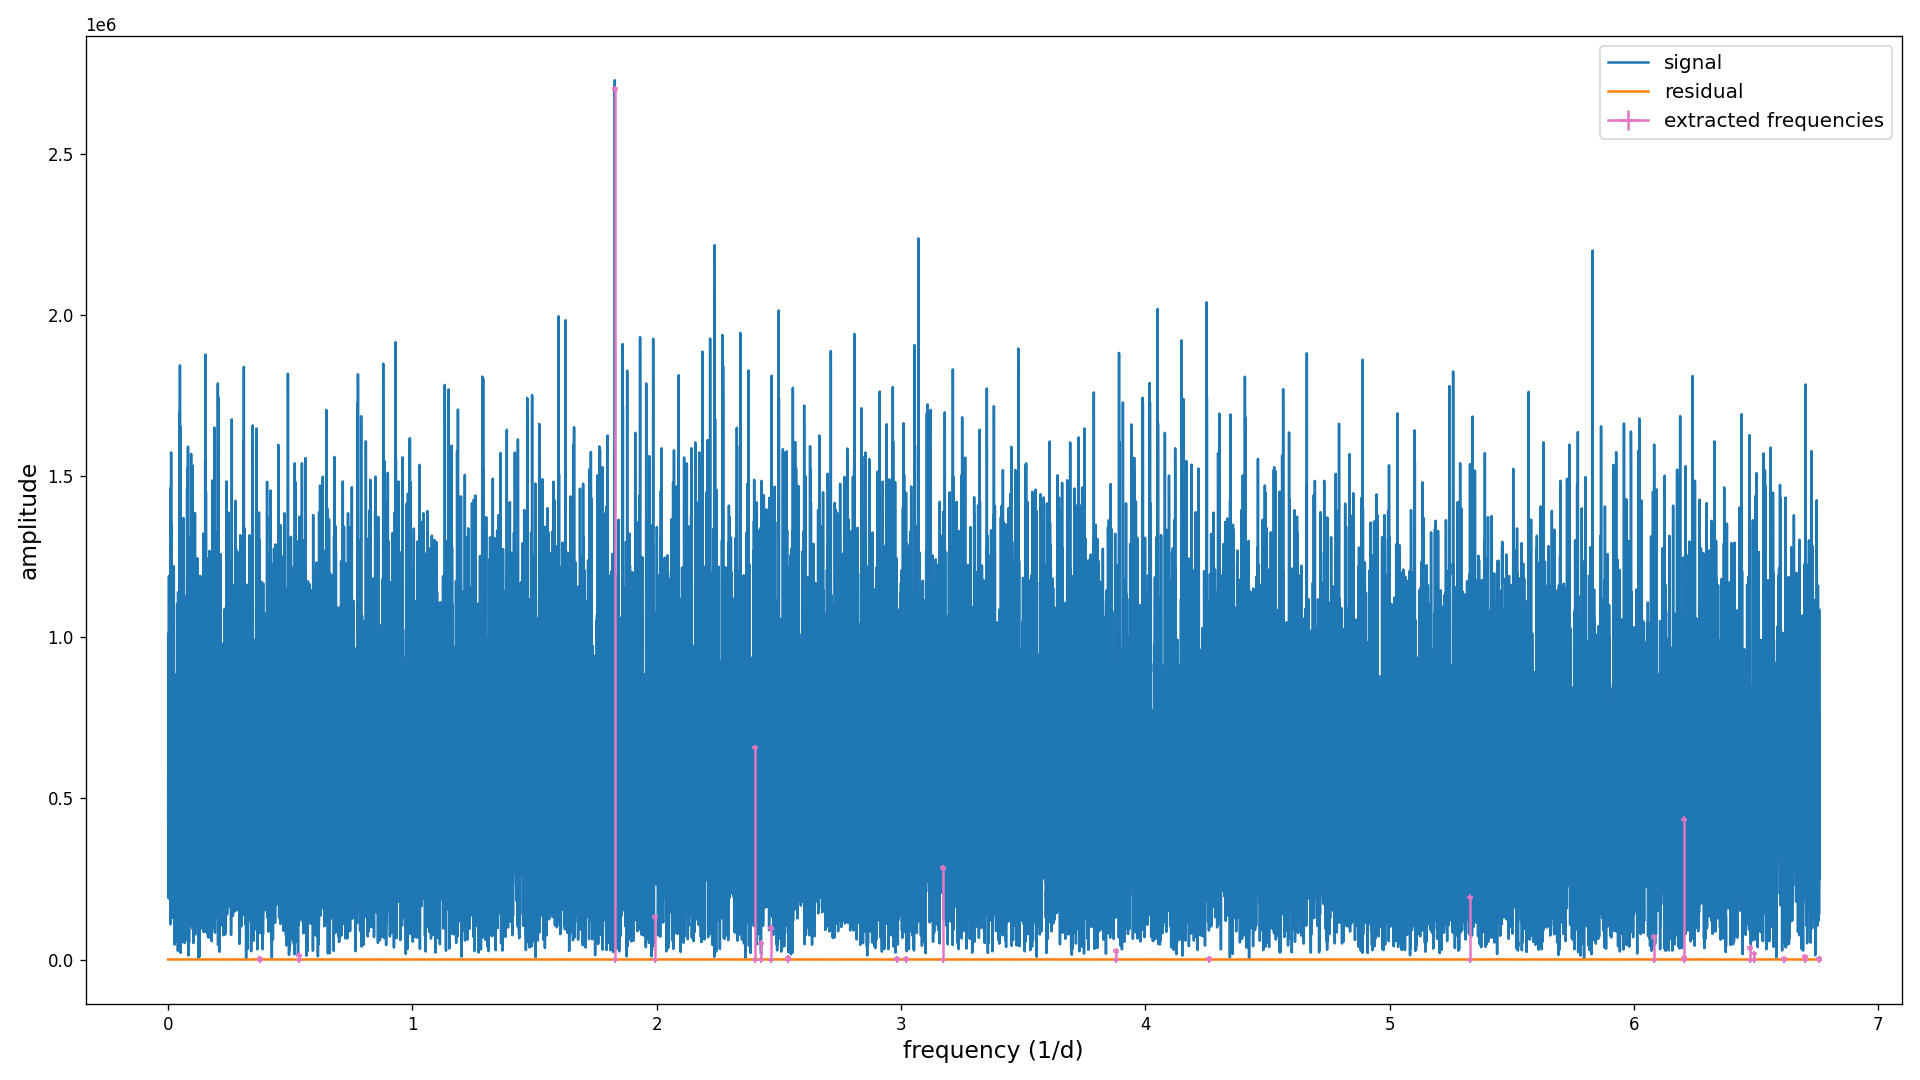 1e6
signal
residual
extracted frequencies
2.5
2.0
1.5
1.0
0.5
0.0
amplitude
0 1 2 3 4 5 6 7
frequency (1/d)